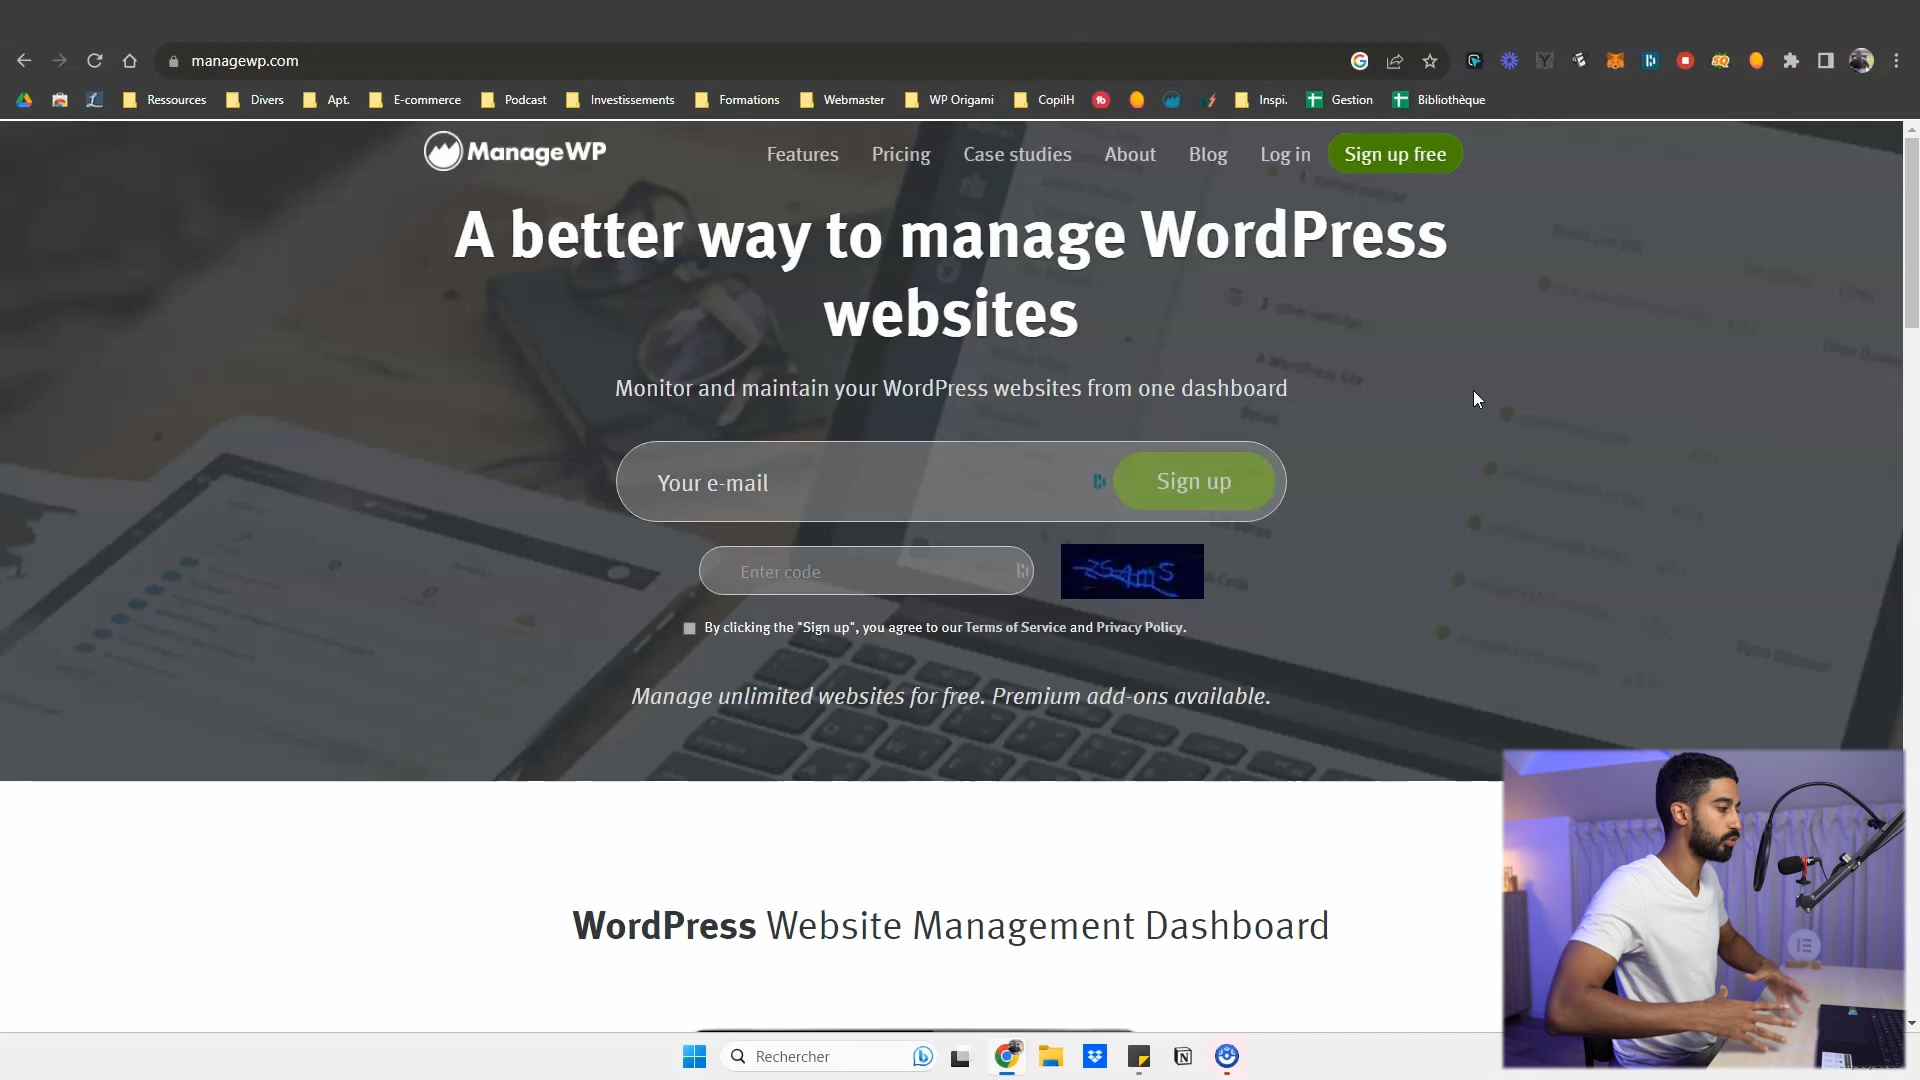 managewp.com
Ressources Divers Apt. E-commerce Podcast Investissements Formations Webmaster WP Origami CopilH Inspi. Gestion Bibliothèque
ManageWP Features Pricing Case studies About Blog Log in Sign up free
A better way to manage WordPress
websites
Monitor and maintain your WordPress websites from one dashboard
Your e-mail Sign up
Enter code
By clicking the "Sign up", you agree to our Terms of Service and Privacy Policy.
Manage unlimited websites for free. Premium add-ons available.
WordPress Website Management Dashboard
Rechercher